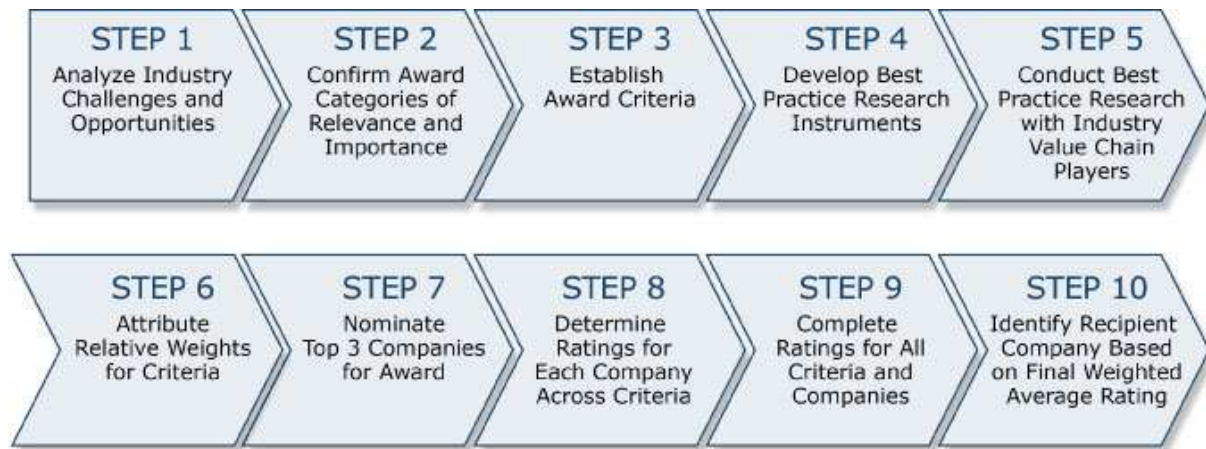 STEP 1
Analyze Industry
Challenges and
Opportunities
STEP 2
Confirm Award
Categories of
Relevance and
Importance
STEP 3
Establish
Award Criteria
STEP 4
Develop Best
Practice Research
Instruments
STEP 5
Conduct Best
Practice Research
with Industry
Value Chain
Players
STEP 6
Attribute
Relative Weights
for Criteria
STEP 7
Nominate
Top 3 Companies
for Award
STEP 8
Determine
Ratings for
Each Company
Across Criteria
STEP 9
Complete
Ratings for All
Criteria and
Companies
STEP 10
Identify Recipient
Company Based
on Final Weighted
Average Rating